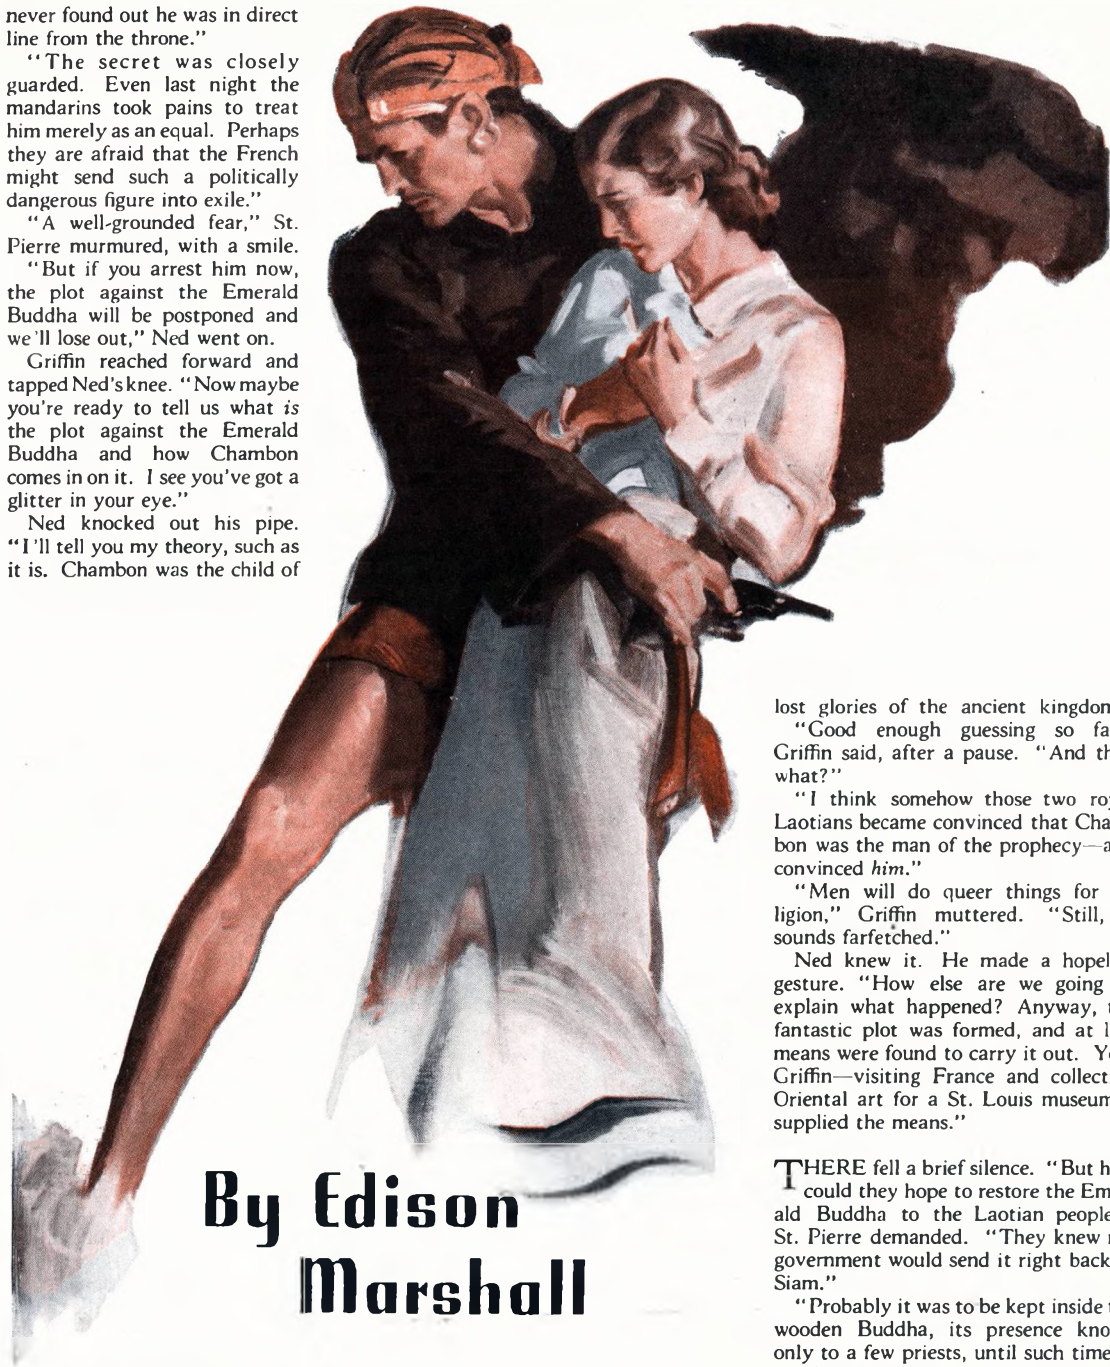 never found out he was in direct
line from the throne."
"The secret was closely
guarded. Even last night the
mandarins took pains to treat
him merely as an equal. Perhaps
they are afraid that the French
might send such a politically
dangerous figure into exile."
"A well-grounded fear," St.
Pierre murmured, with a smile.
"But if you arrest him now,
the plot against the Emerald
Buddha will be postponed and
we'll lose out," Ned went on.
Griffin reached forward and
tapped Ned's knee. "Now maybe
you're ready to tell us what is
the plot against the Emerald
Buddha and how Chambon
comes in on it. I see you've got a
glitter in your eye."
Ned knocked out his pipe.
"I'll tell you my theory, such as
it is. Chambon was the child of
By Edison
Marshall
lost glories of the ancient
"Good enough guessing so
Griffin said, after a pause. "And
what?"
"I think somehow those two
Laotians became convinced that Cha
bon was the man of the prophecy—
convinced him."
"Men will do queer things for
ligion," Griffin muttered. "Still,
sounds farfetched."
Ned knew it. He made a
gesture. "How else are we going
explain what happened? Anyway,
fantastic plot was formed, and at
means were found to carry it out.
Griffin—visiting France and
Oriental art for a St. Louis museum
supplied the means."
THERE fell a brief silence. "But
could they hope to restore the Em
ald Buddha to the Laotian people
St. Pierre demanded. "They knew
government would send it right back
Siam."
"Probably it was to be kept inside
wooden Buddha, its presence
only to a few priests, until such time